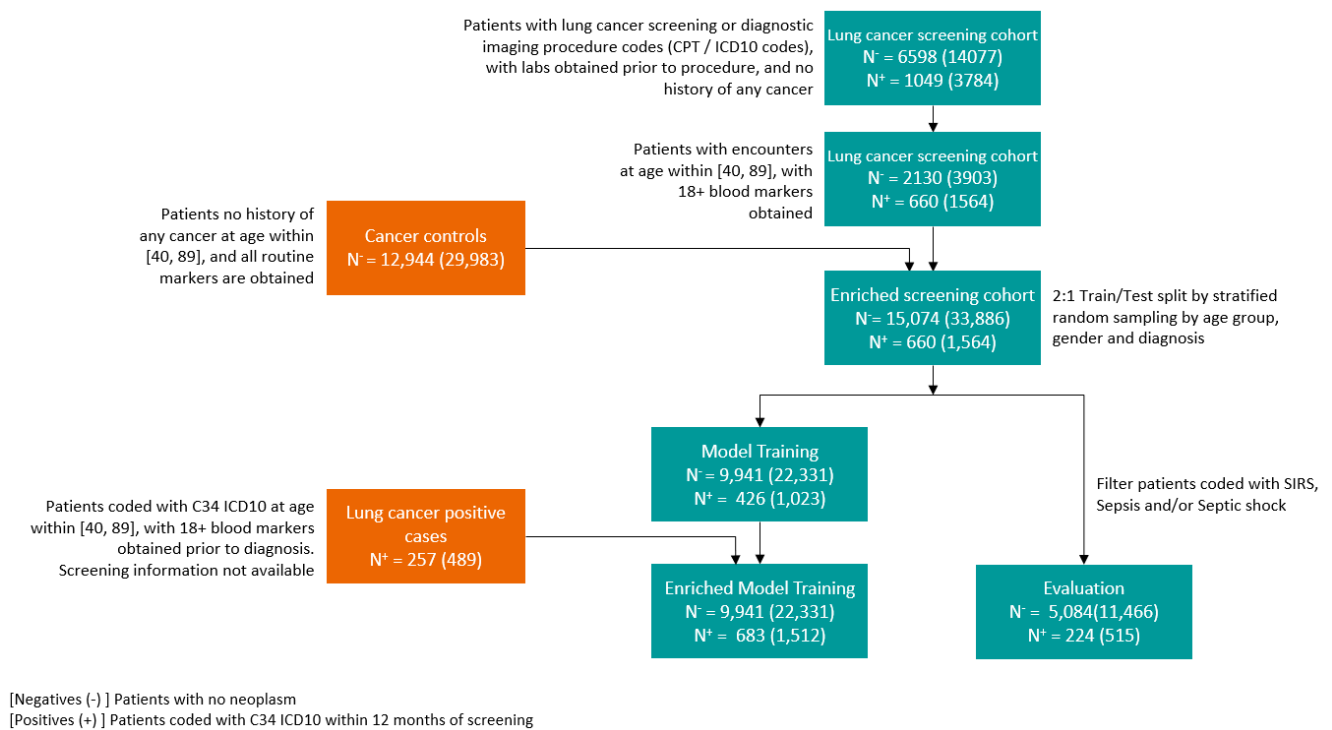 Patients with lung cancer screening or diagnostic
imaging procedure codes (CPT / ICD10 codes),
with labs obtained prior to procedure, and no
history of any cancer
Lung cancer screening cohort
N- = 6598 (14077)
N+ = 1049 (3784)
Patients with encounters
at age within [40, 89], with
18+ blood markers
obtained
Lung cancer screening cohort
N- = 2130 (3903)
N+ = 660 (1564)
Patients no history of
any cancer at age within
[40, 89], and all routine
markers are obtained
Cancer controls
N- = 12,944 (29,983)
Enriched screening cohort
N-= 15,074 (33,886)
N+ = 660 (1,564)
2:1 Train/Test split by stratified
random sampling by age group,
gender and diagnosis
Model Training
N- = 9,941 (22,331)
N+ = 426 (1,023)
Filter patients coded with SIRS,
Sepsis and/or Septic shock
Patients coded with C34 ICD10 at age
within [40, 89], with 18+ blood markers
obtained prior to diagnosis.
Screening information not available
Lung cancer positive
cases
N+ = 257 (489)
Enriched Model Training
N- = 9,941 (22,331)
N+ = 683 (1,512)
Evaluation
N- = 5,084(11,466)
N+ = 224 (515)
[Negatives (-) ] Patients with no neoplasm
[Positives (+) ] Patients coded with C34 ICD10 within 12 months of screening